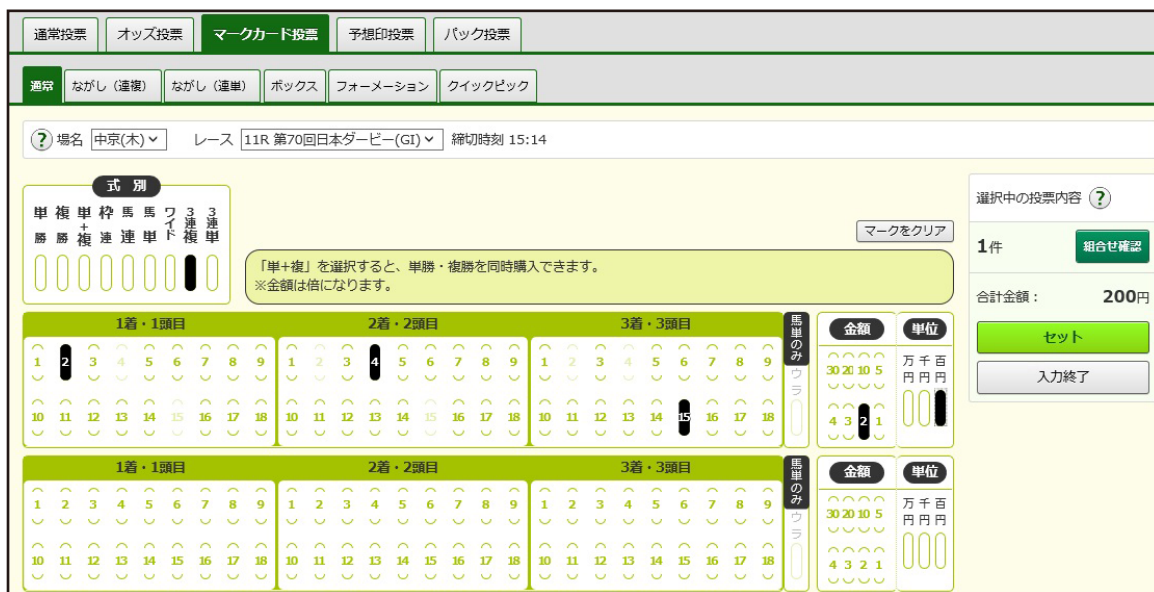 通常投票 オッズ投票 マークカード投票 予想印投票 パック投票
通常 ながし（連複） ながし（連単） ボックス フォーメーション クイックピック
? 場名 中京(木) レース 11R 第70回日本ダービー(GI) 締切時刻 15:14
式 別
単勝 複勝 単+複 枠連 馬連 馬単 ワイド 3連複 3連単
マークをクリア
「単+複」を選択すると、単勝・複勝を同時購入できます。
※金額は倍になります。
選択中の投票内容 ?
1件 組合せ確認
合計金額： 200円
セット
入力終了
1着・1頭目 2着・2頭目 3着・3頭目 馬単のみ 金額 単位
1 2 3 4 5 6 7 8 9 1 2 3 4 5 6 7 8 9 1 2 3 4 5 6 7 8 9 ウラ 30 20 10 5 万円 千円 百円
10 11 12 13 14 15 16 17 18 10 11 12 13 14 15 16 17 18 10 11 12 13 14 15 16 17 18 4 3 2 1
1着・1頭目 2着・2頭目 3着・3頭目 馬単のみ 金額 単位
1 2 3 4 5 6 7 8 9 1 2 3 4 5 6 7 8 9 1 2 3 4 5 6 7 8 9 ウラ 30 20 10 5 万円 千円 百円
10 11 12 13 14 15 16 17 18 10 11 12 13 14 15 16 17 18 10 11 12 13 14 15 16 17 18 4 3 2 1